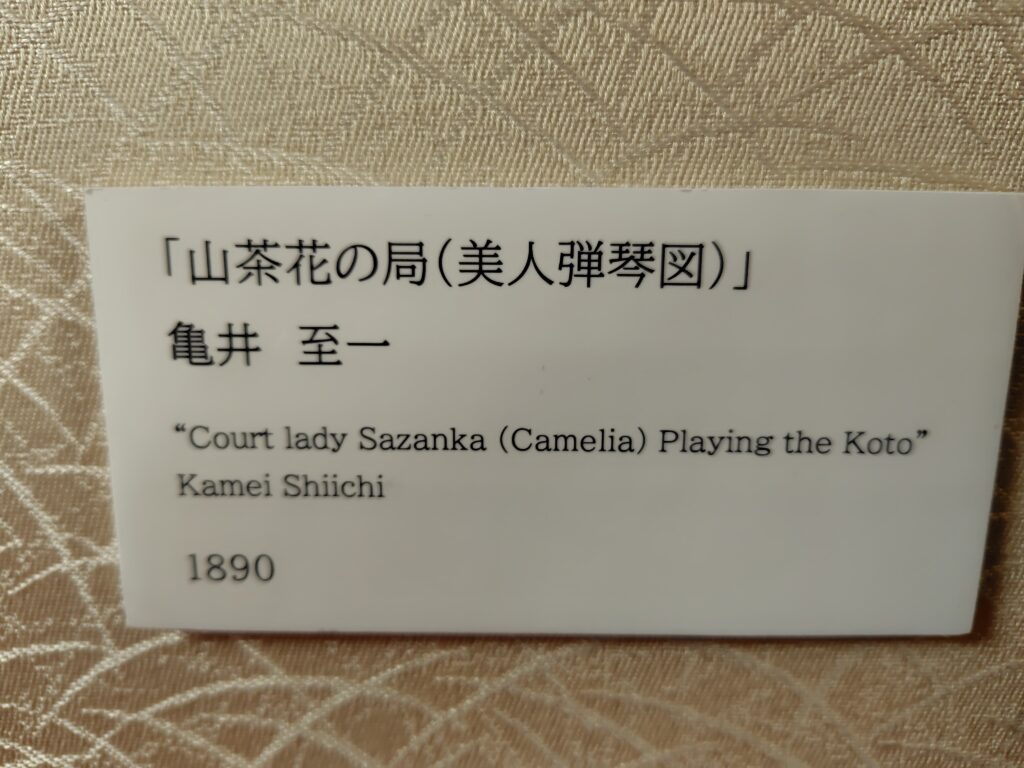 「山茶花の局(美人弾琴図)」
亀井　至一
“Court lady Sazanka (Camelia) Playing the Koto”
Kamei Shiichi
1890